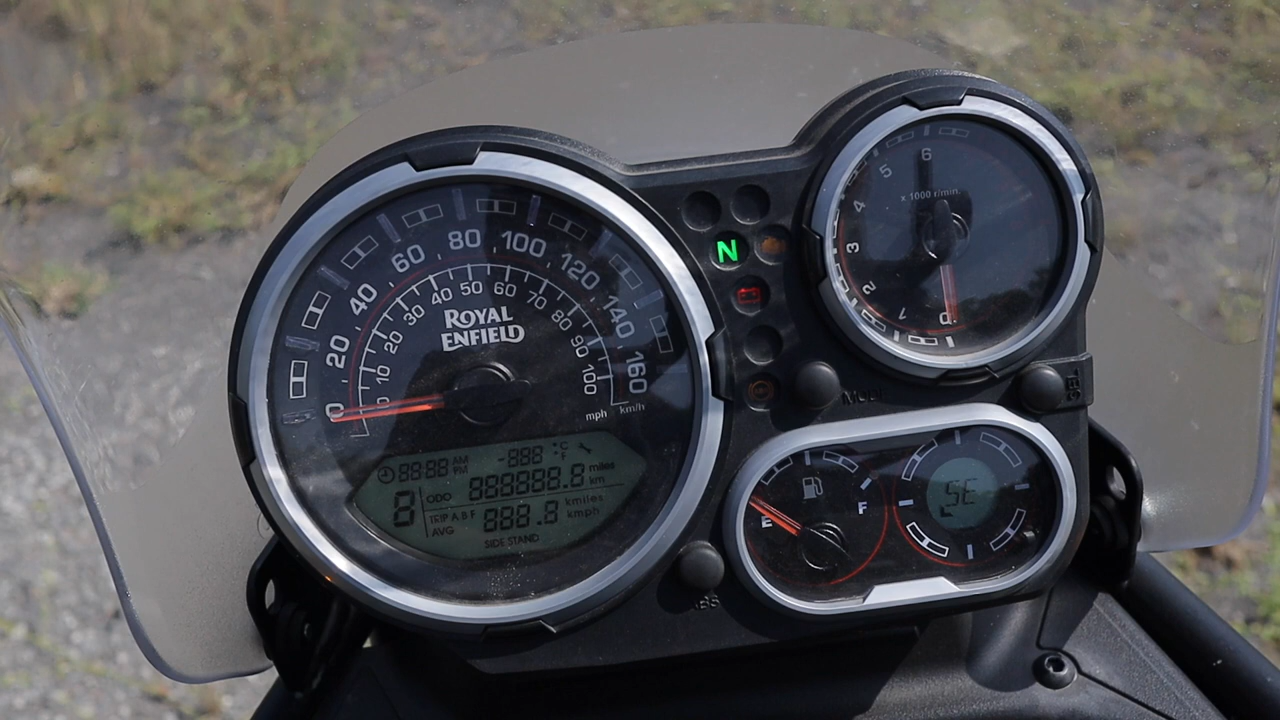 0 20 40 60 80 100 120 140 160
10 20 30 40 50 60 70 80 90 100
ROYAL
ENFIELD
mph km/h
88:88 AM PM -888 °C F
8 ODO 888888.8 miles km
TRIP A B F 888.8 kmiles
AVG kmph
SIDE STAND
N
0 1 2 3 4 5 6
x 1000 r/min.
E F
SE